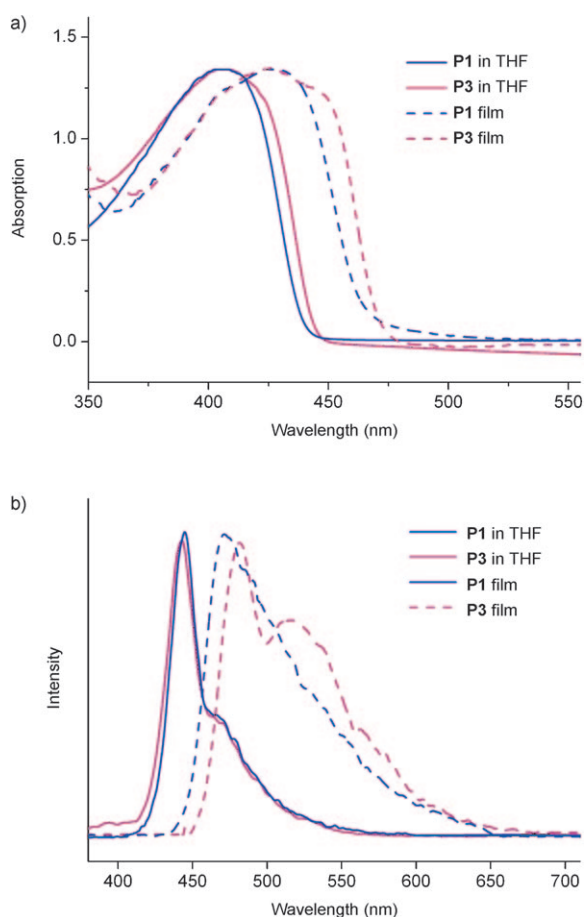 a)
1.5
P1 in THF
P3 in THF
P1 film
P3 film
1.0
Absorption
0.5
0.0
350 400 450 500 550
Wavelength (nm)
b)
P1 in THF
P3 in THF
P1 film
P3 film
Intensity
400 450 500 550 600 650 700
Wavelength (nm)